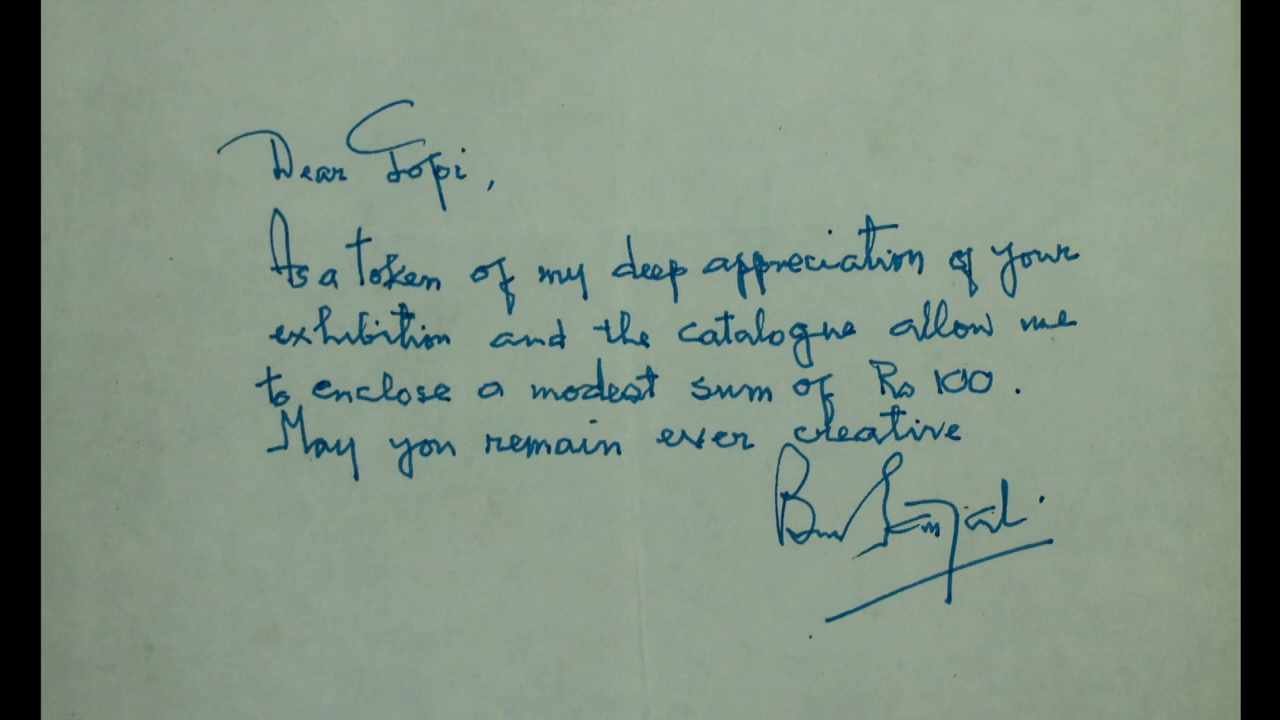 Dear Gopi,
As a token of my deep appreciation of your
exhibition and the catalogue allow me
to enclose a modest sum of Rs 100.
May you remain ever creative